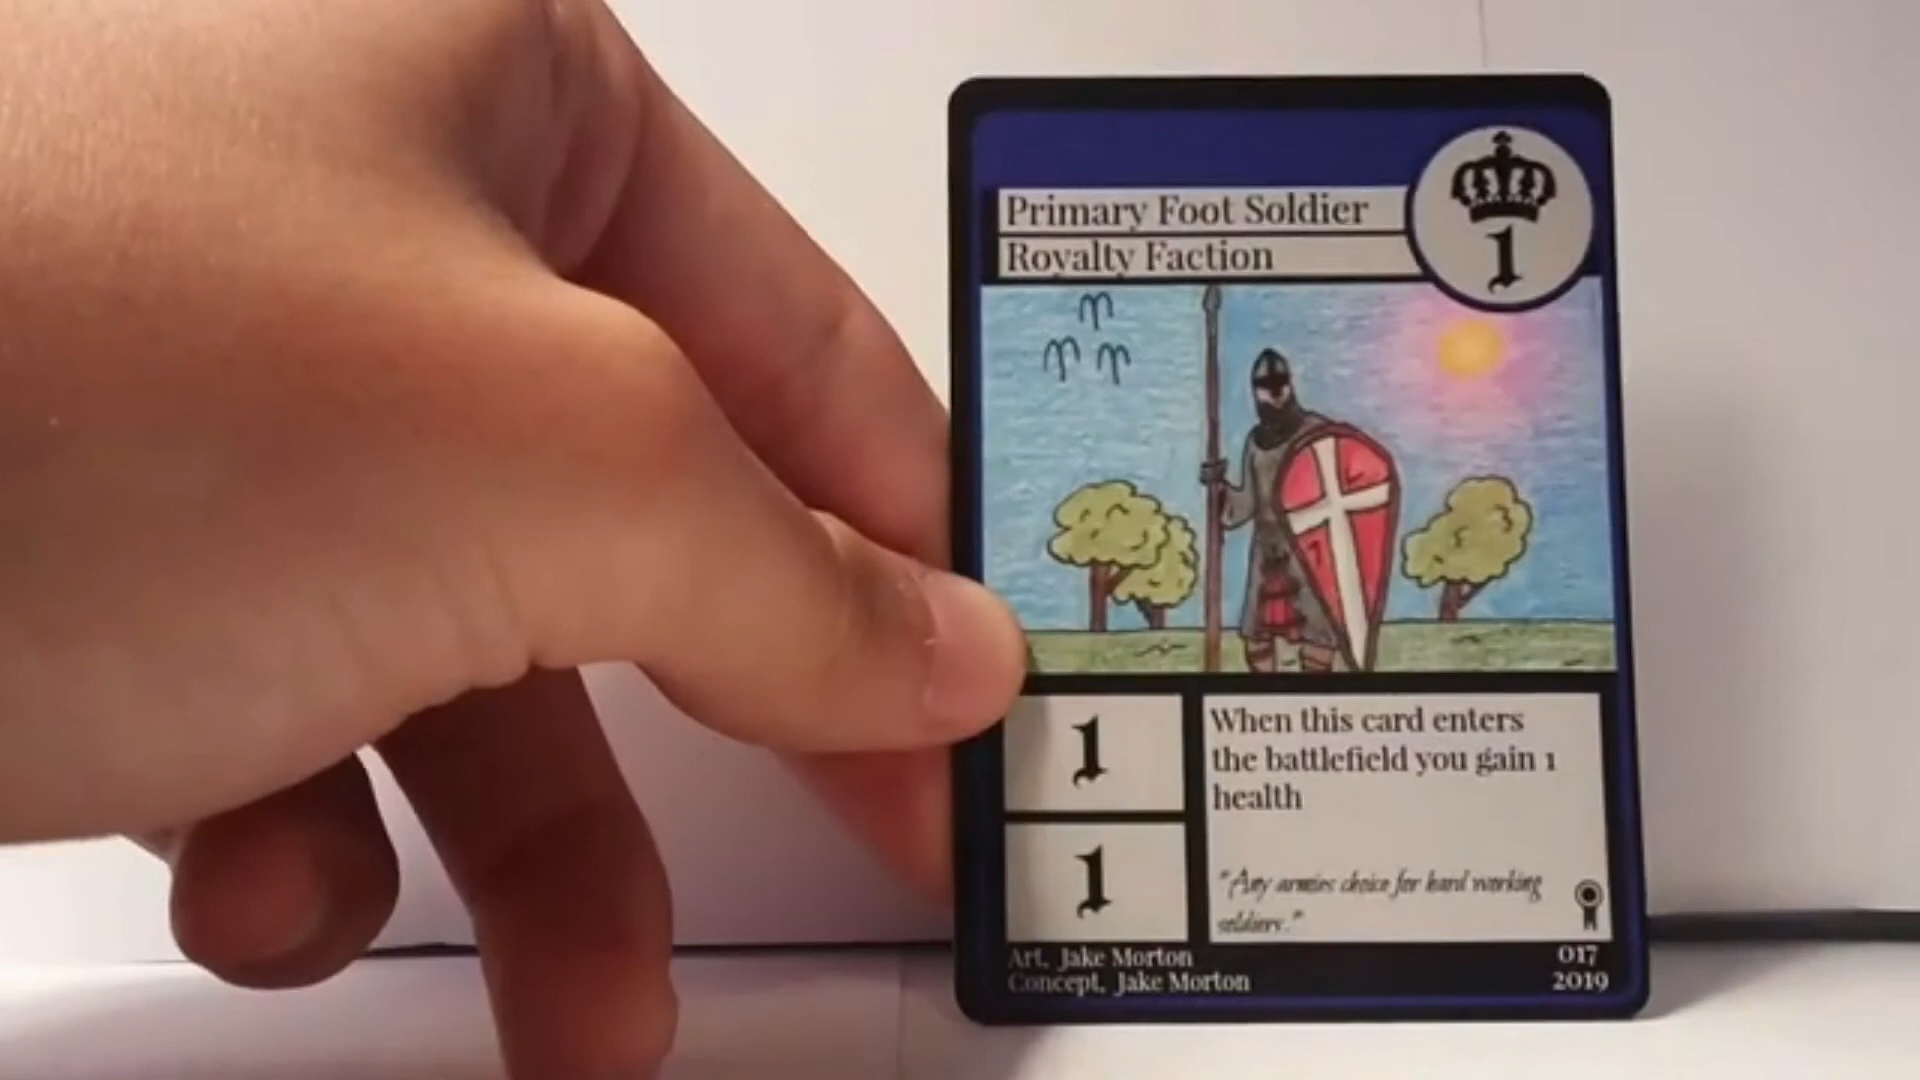 Primary Foot Soldier
Royalty Faction
1
1
1
When this card enters
the battlefield you gain 1
health
"Any armies choice for hard working
soldiers."
Art, Jake Morton
Concept, Jake Morton
017
2019